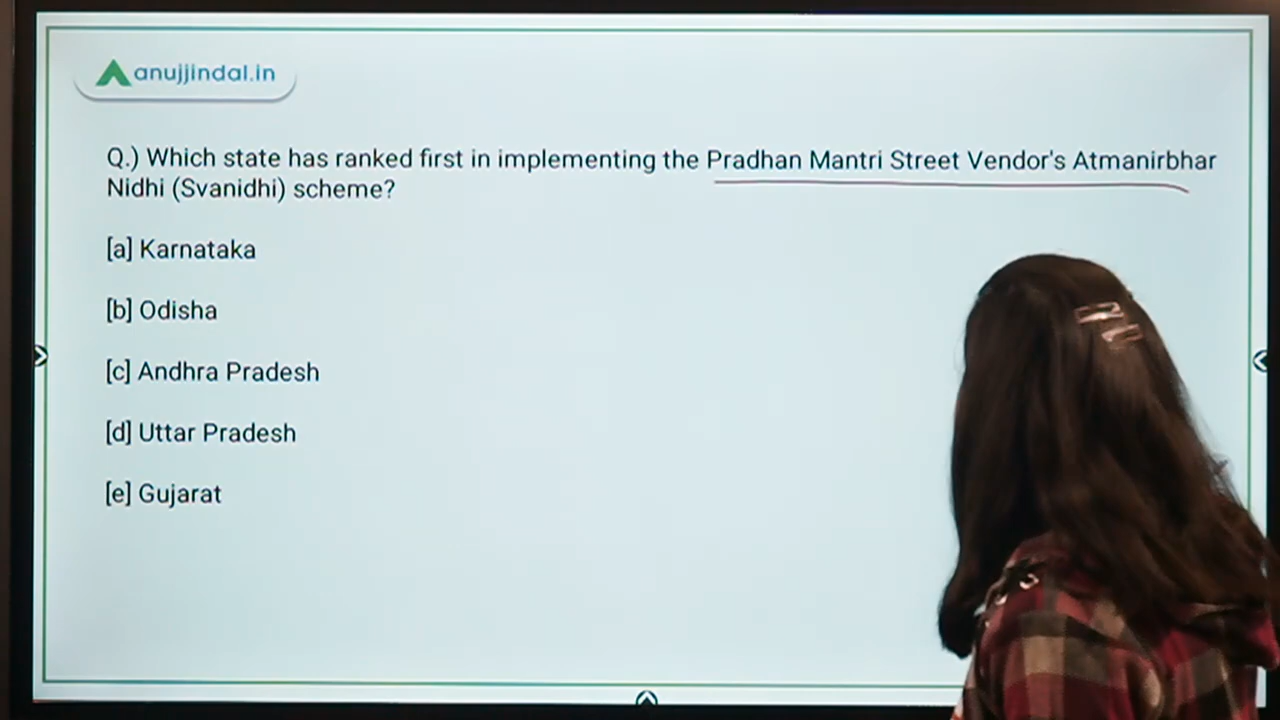 anujjindal.in
Q.) Which state has ranked first in implementing the Pradhan Mantri Street Vendor's Atmanirbhar
Nidhi (Svanidhi) scheme?
[a] Karnataka
[b] Odisha
[c] Andhra Pradesh
[d] Uttar Pradesh
[e] Gujarat